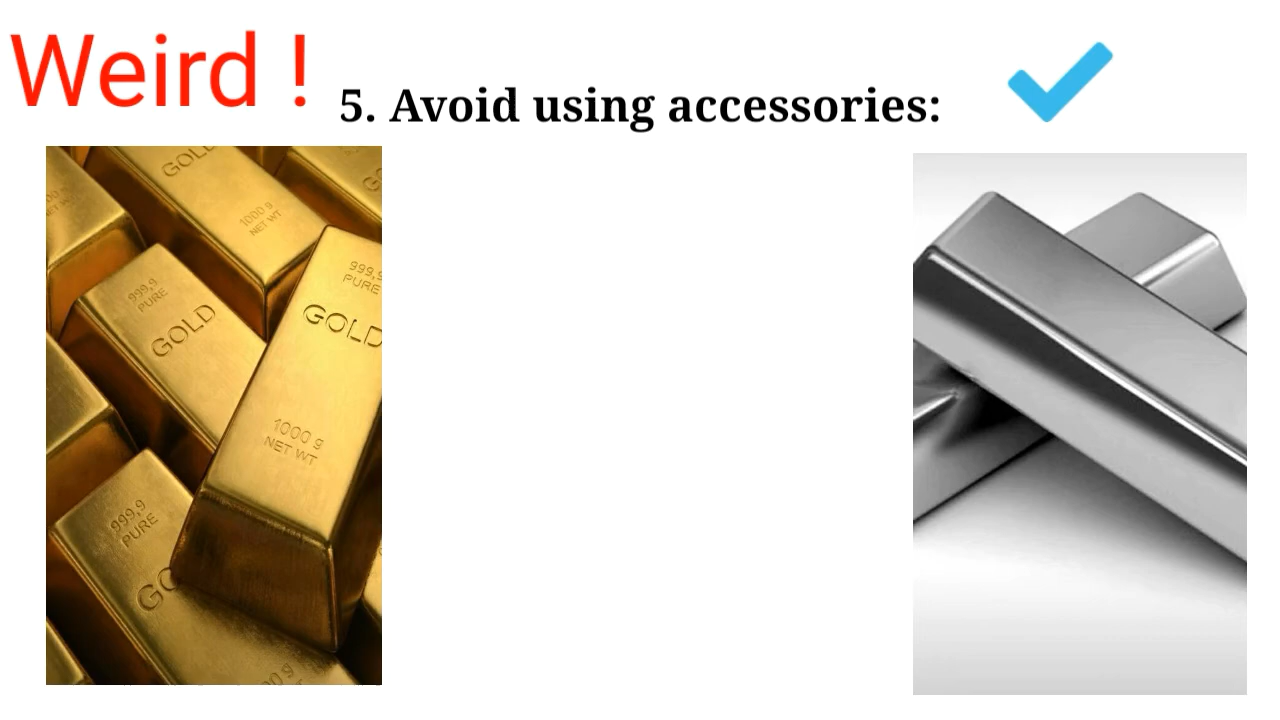 Weird !
5. Avoid using accessories:
GOLD
1000 g
NET WT
999,9
PURE
GOLD
999,9
PURE
GOLD
1000 g
NET WT
999,9
PURE